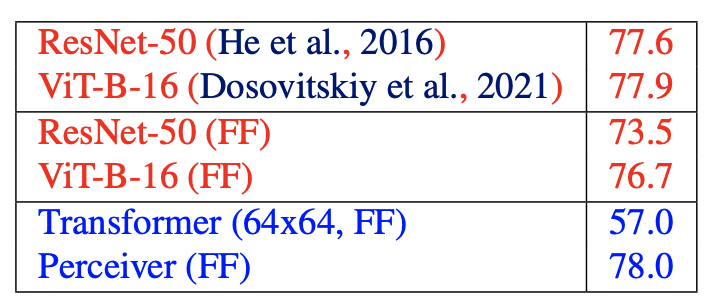 ResNet-50 (He et al., 2016) 77.6
ViT-B-16 (Dosovitskiy et al., 2021) 77.9
ResNet-50 (FF) 73.5
ViT-B-16 (FF) 76.7
Transformer (64x64, FF) 57.0
Perceiver (FF) 78.0